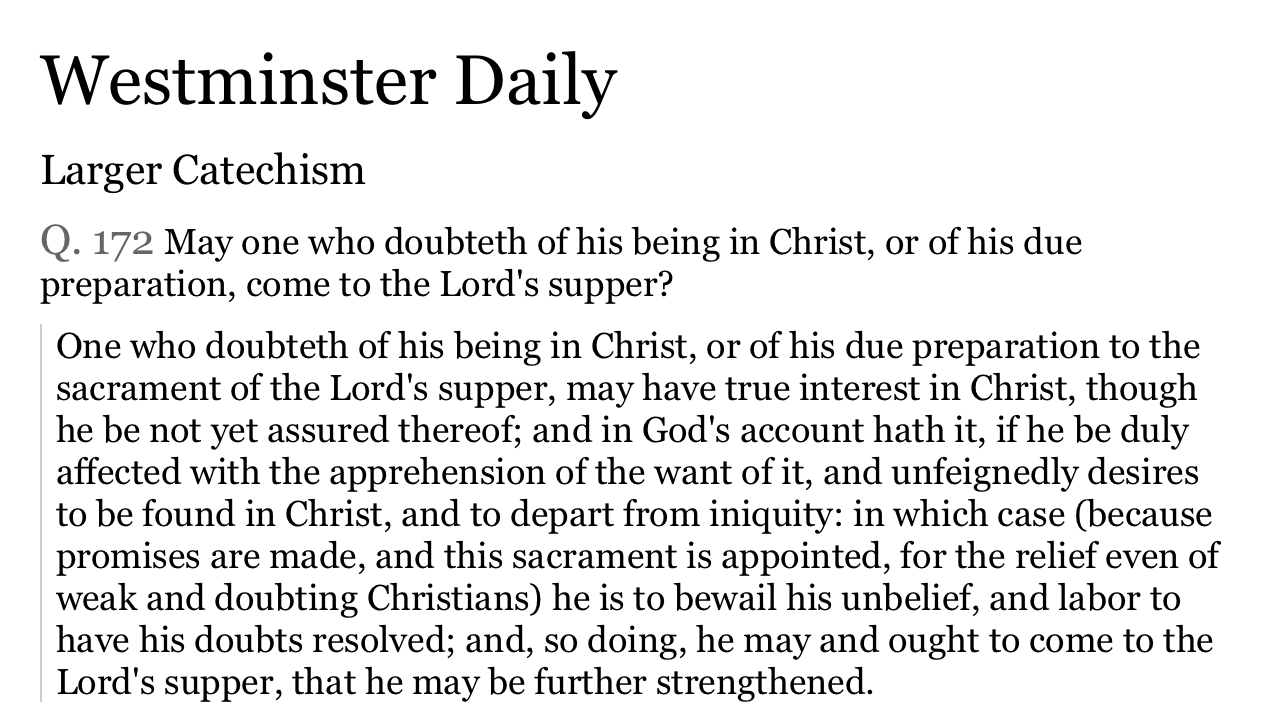 Westminster Daily
Larger Catechism
Q. 172 May one who doubteth of his being in Christ, or of his due
preparation, come to the Lord's supper?
One who doubteth of his being in Christ, or of his due preparation to the
sacrament of the Lord's supper, may have true interest in Christ, though
he be not yet assured thereof; and in God's account hath it, if he be duly
affected with the apprehension of the want of it, and unfeignedly desires
to be found in Christ, and to depart from iniquity: in which case (because
promises are made, and this sacrament is appointed, for the relief even of
weak and doubting Christians) he is to bewail his unbelief, and labor to
have his doubts resolved; and, so doing, he may and ought to come to the
Lord's supper, that he may be further strengthened.